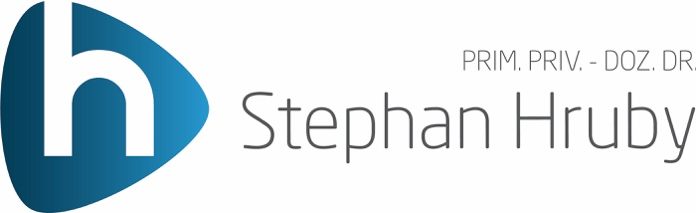 h
PRIM. PRIV. - DOZ. DR.
Stephan Hruby